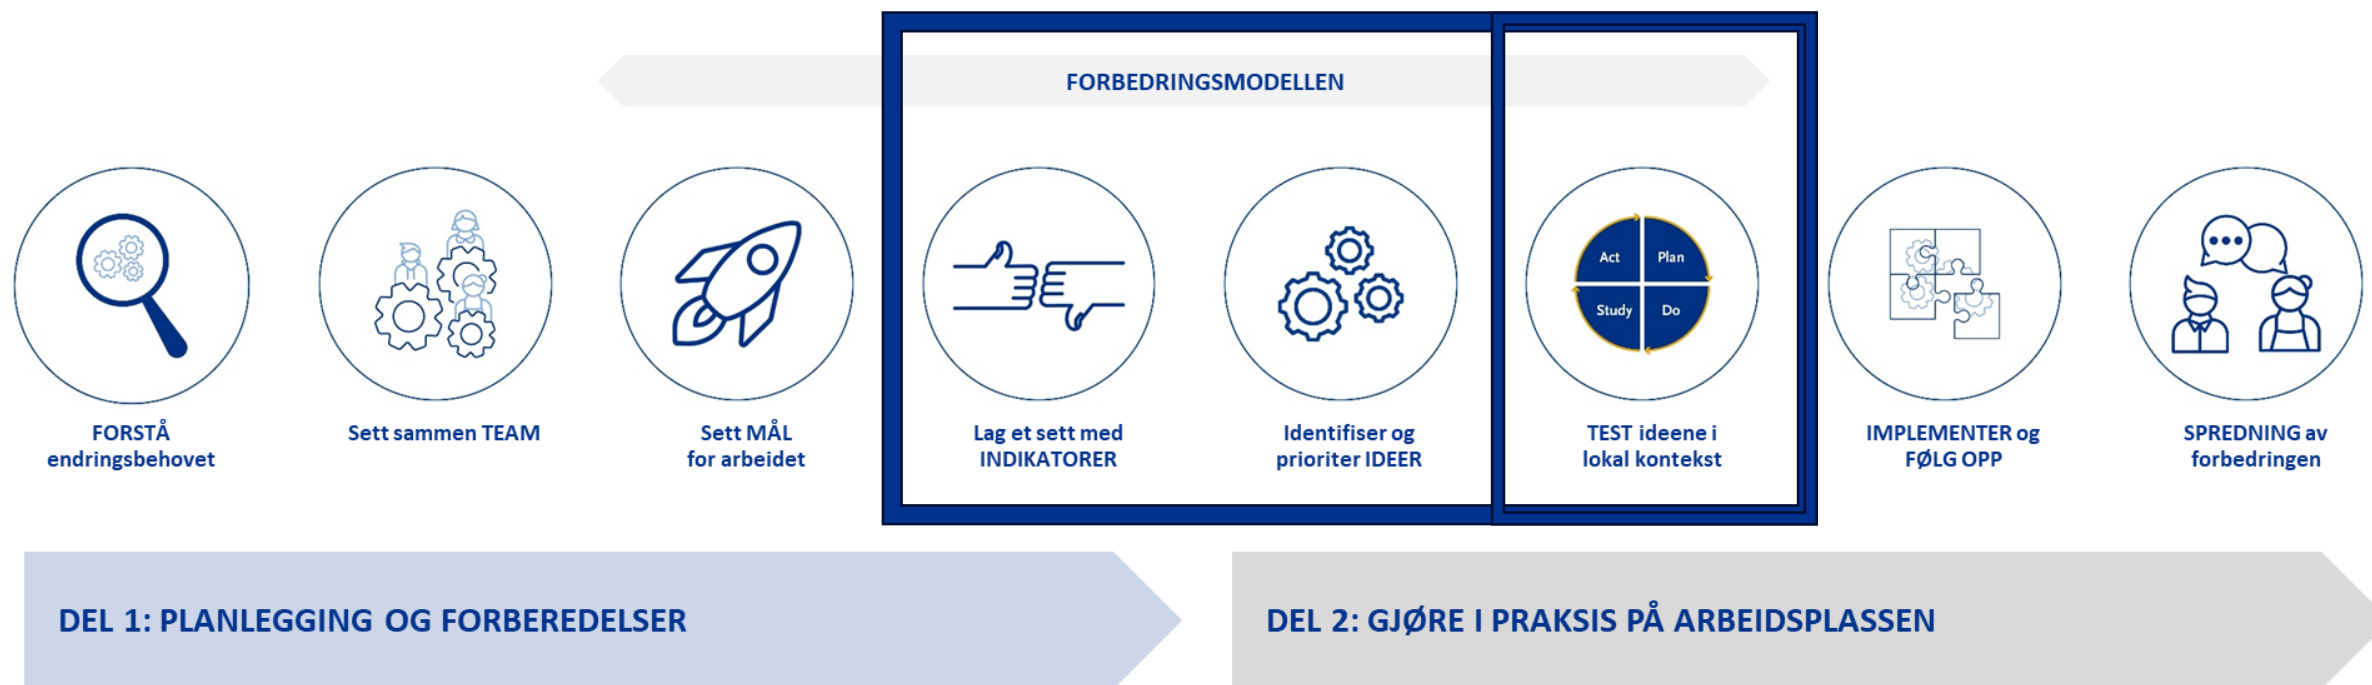 FORBEDRINGSMODELLEN
FORSTÅ
endringsbehovet
Sett sammen TEAM
Sett MÅL
for arbeidet
Lag et sett med
INDIKATORER
Identifiser og
prioriter IDEER
Act
Plan
Study
Do
TEST ideene i
lokal kontekst
IMPLEMENTER og
FØLG OPP
SPREDNING av
forbedringen
DEL 1: PLANLEGGING OG FORBEREDELSER
DEL 2: GJØRE I PRAKSIS PÅ ARBEIDSPLASSEN